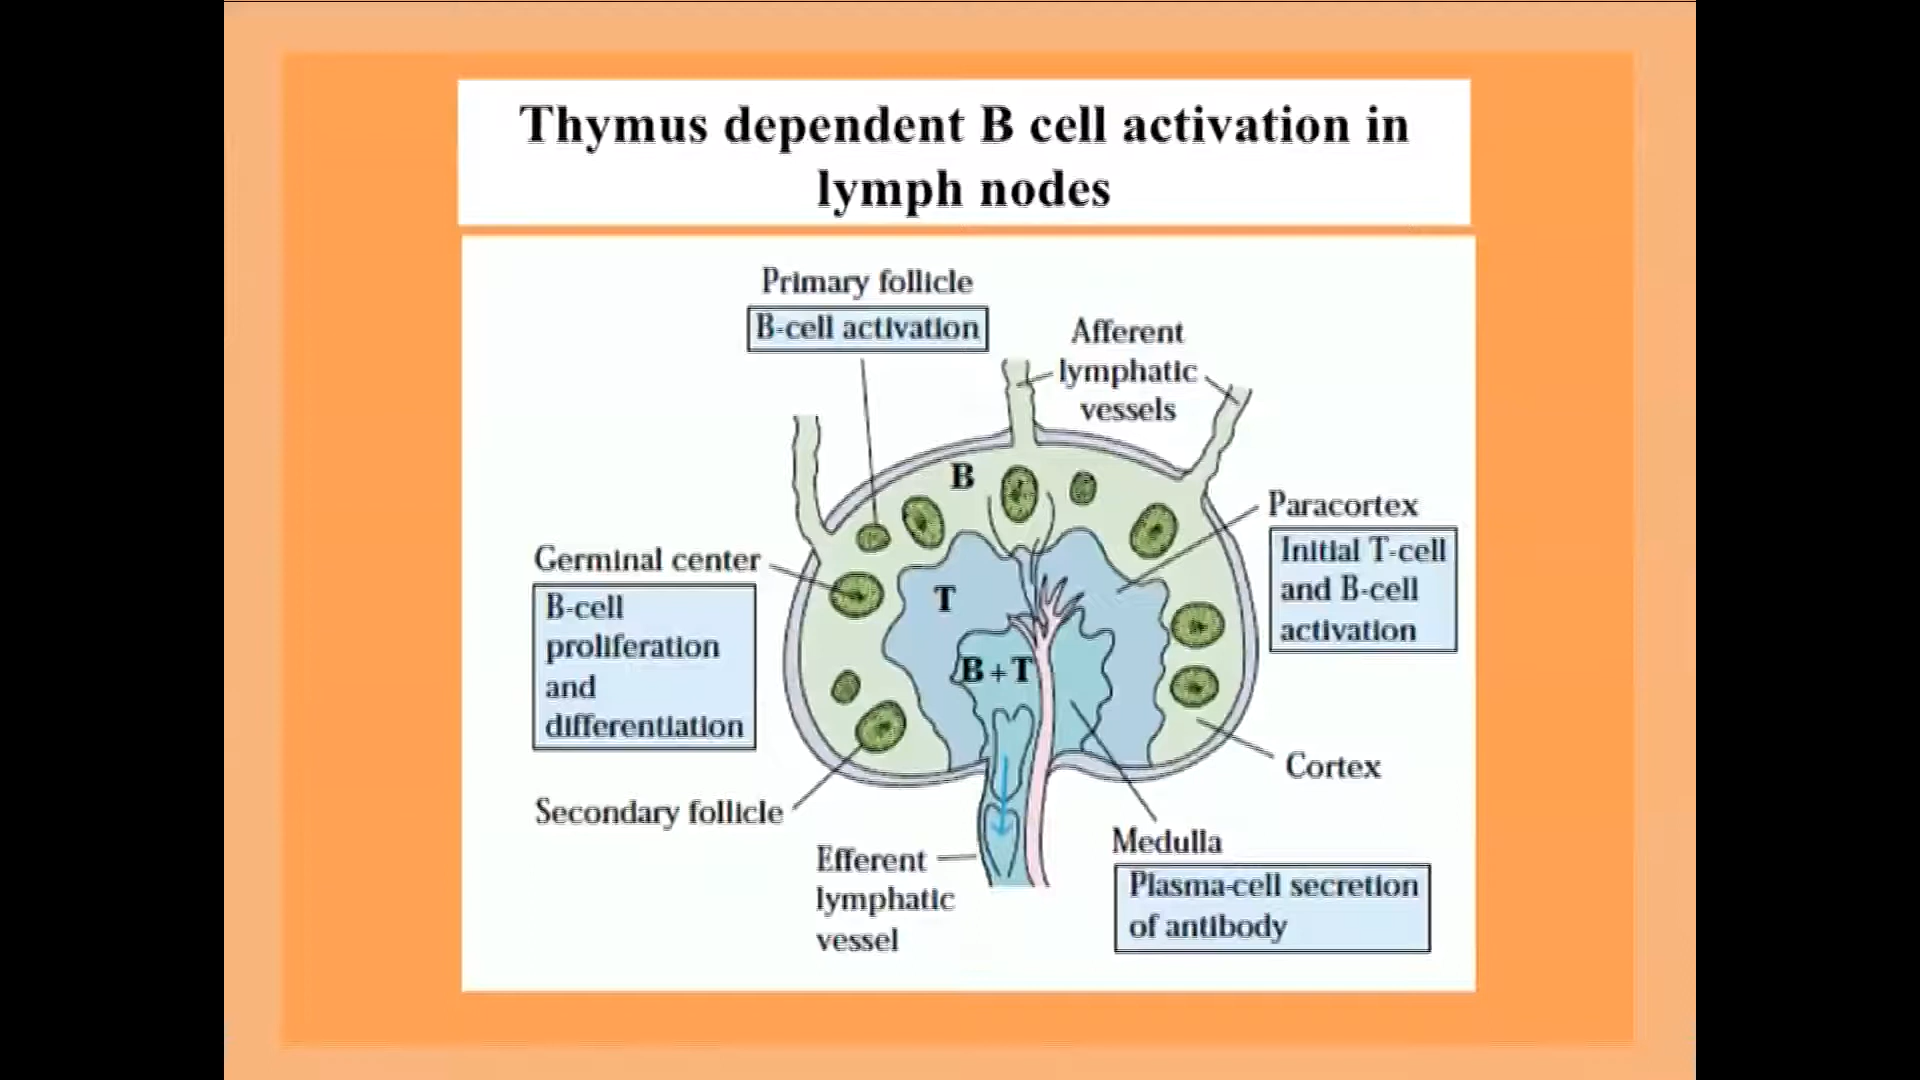 Thymus dependent B cell activation in
lymph nodes
Primary follicle
B-cell activation
Afferent
lymphatic
vessels
B
Paracortex
Initial T-cell
and B-cell
activation
Germinal center
B-cell
proliferation
and
differentiation
T
B + T
Cortex
Secondary follicle
Medulla
Plasma-cell secretion
of antibody
Efferent
lymphatic
vessel